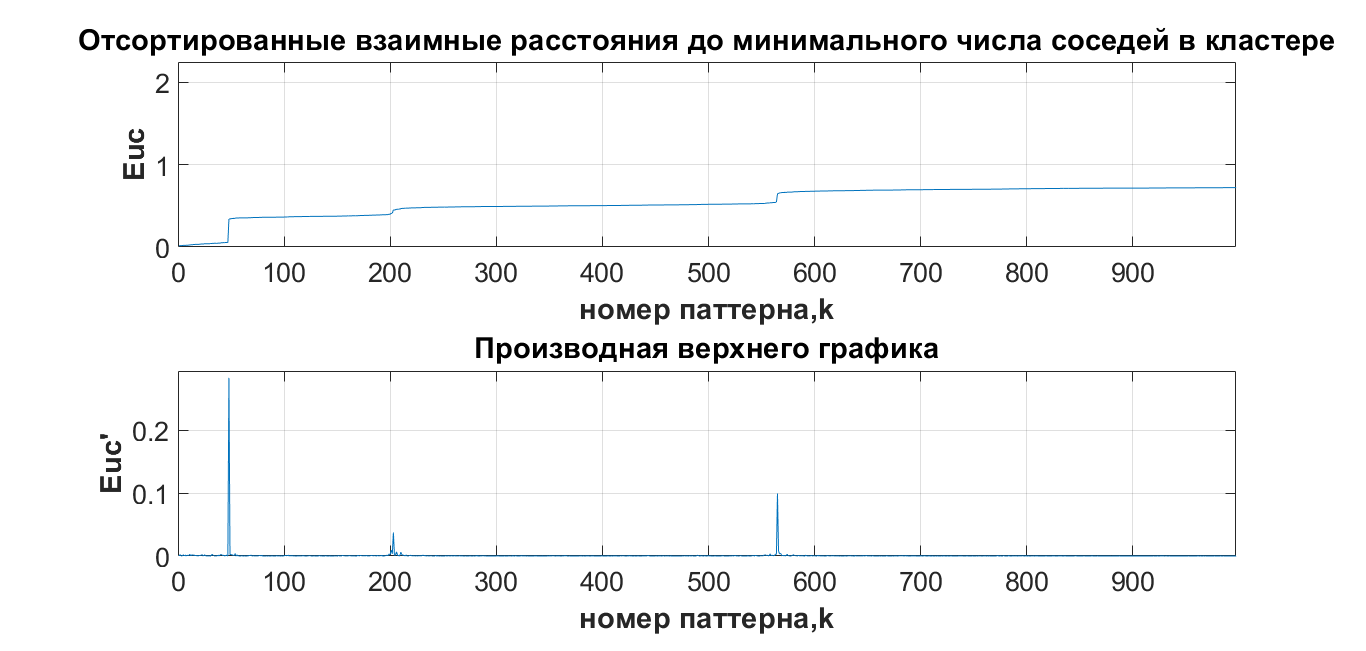 Отсортированные взаимные расстояния до минимального числа соседей в кластере
2
1
0
Euc
0 100 200 300 400 500 600 700 800 900
номер паттерна,k
Производная верхнего графика
0.2
0.1
0
Euc'
0 100 200 300 400 500 600 700 800 900
номер паттерна,k